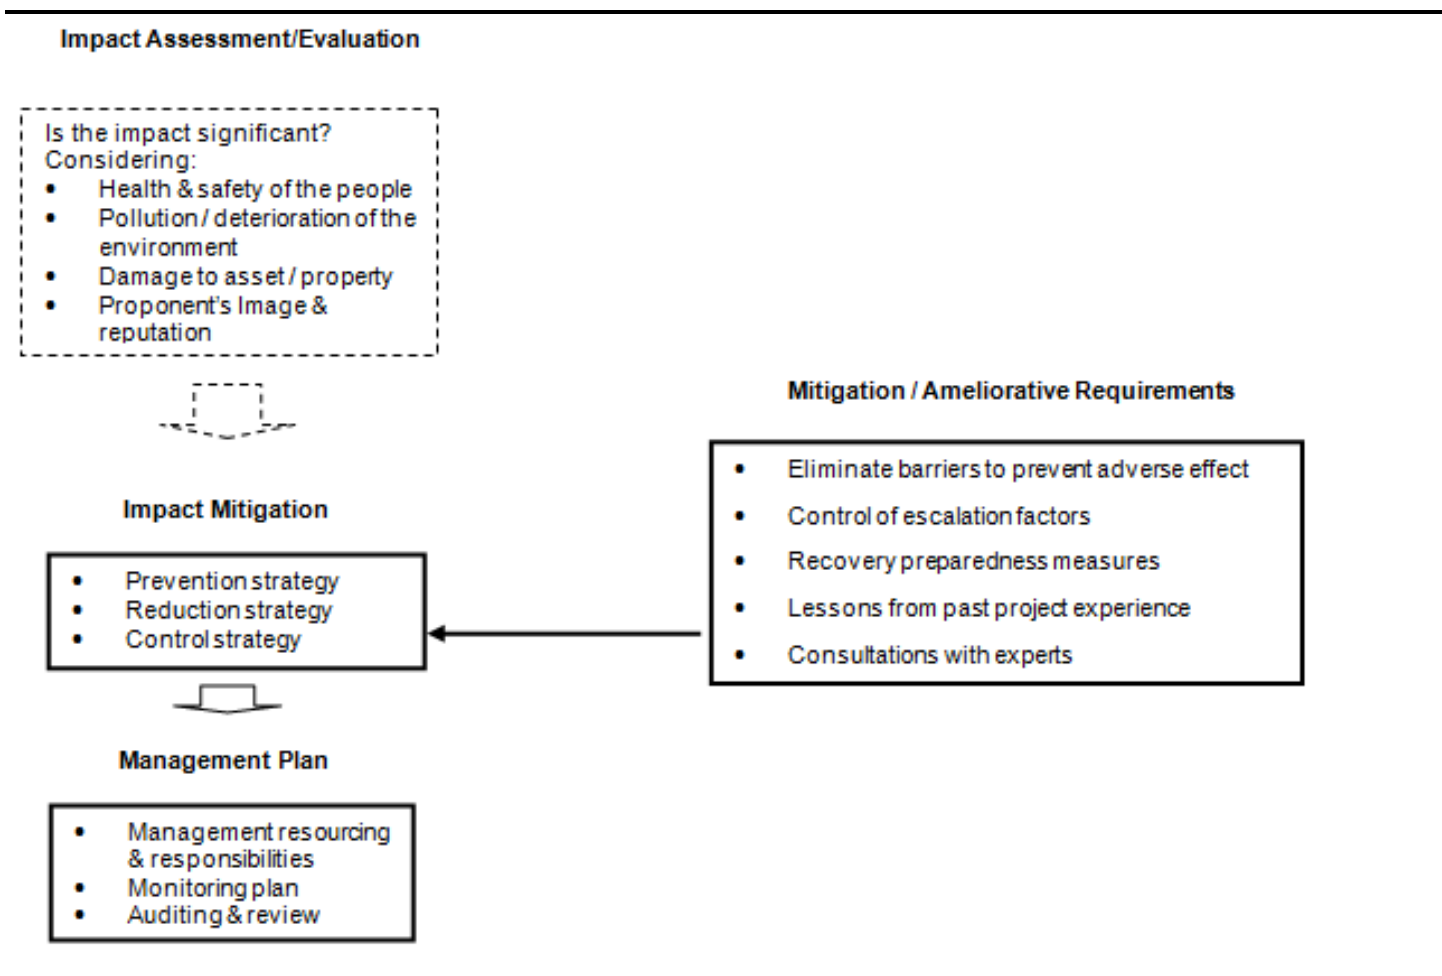 Impact Assessment/Evaluation
Is the impact significant?
Considering:
• Health & safety of the people
• Pollution / deterioration of the
environment
• Damage to asset / property
• Proponent's Image &
reputation
Mitigation / Ameliorative Requirements
• Eliminate barriers to prevent adverse effect
• Control of escalation factors
• Recovery preparedness measures
• Lessons from past project experience
• Consultations with experts
Impact Mitigation
• Prevention strategy
• Reduction strategy
• Control strategy
Management Plan
• Management resourcing
& responsibilities
• Monitoring plan
• Auditing & review